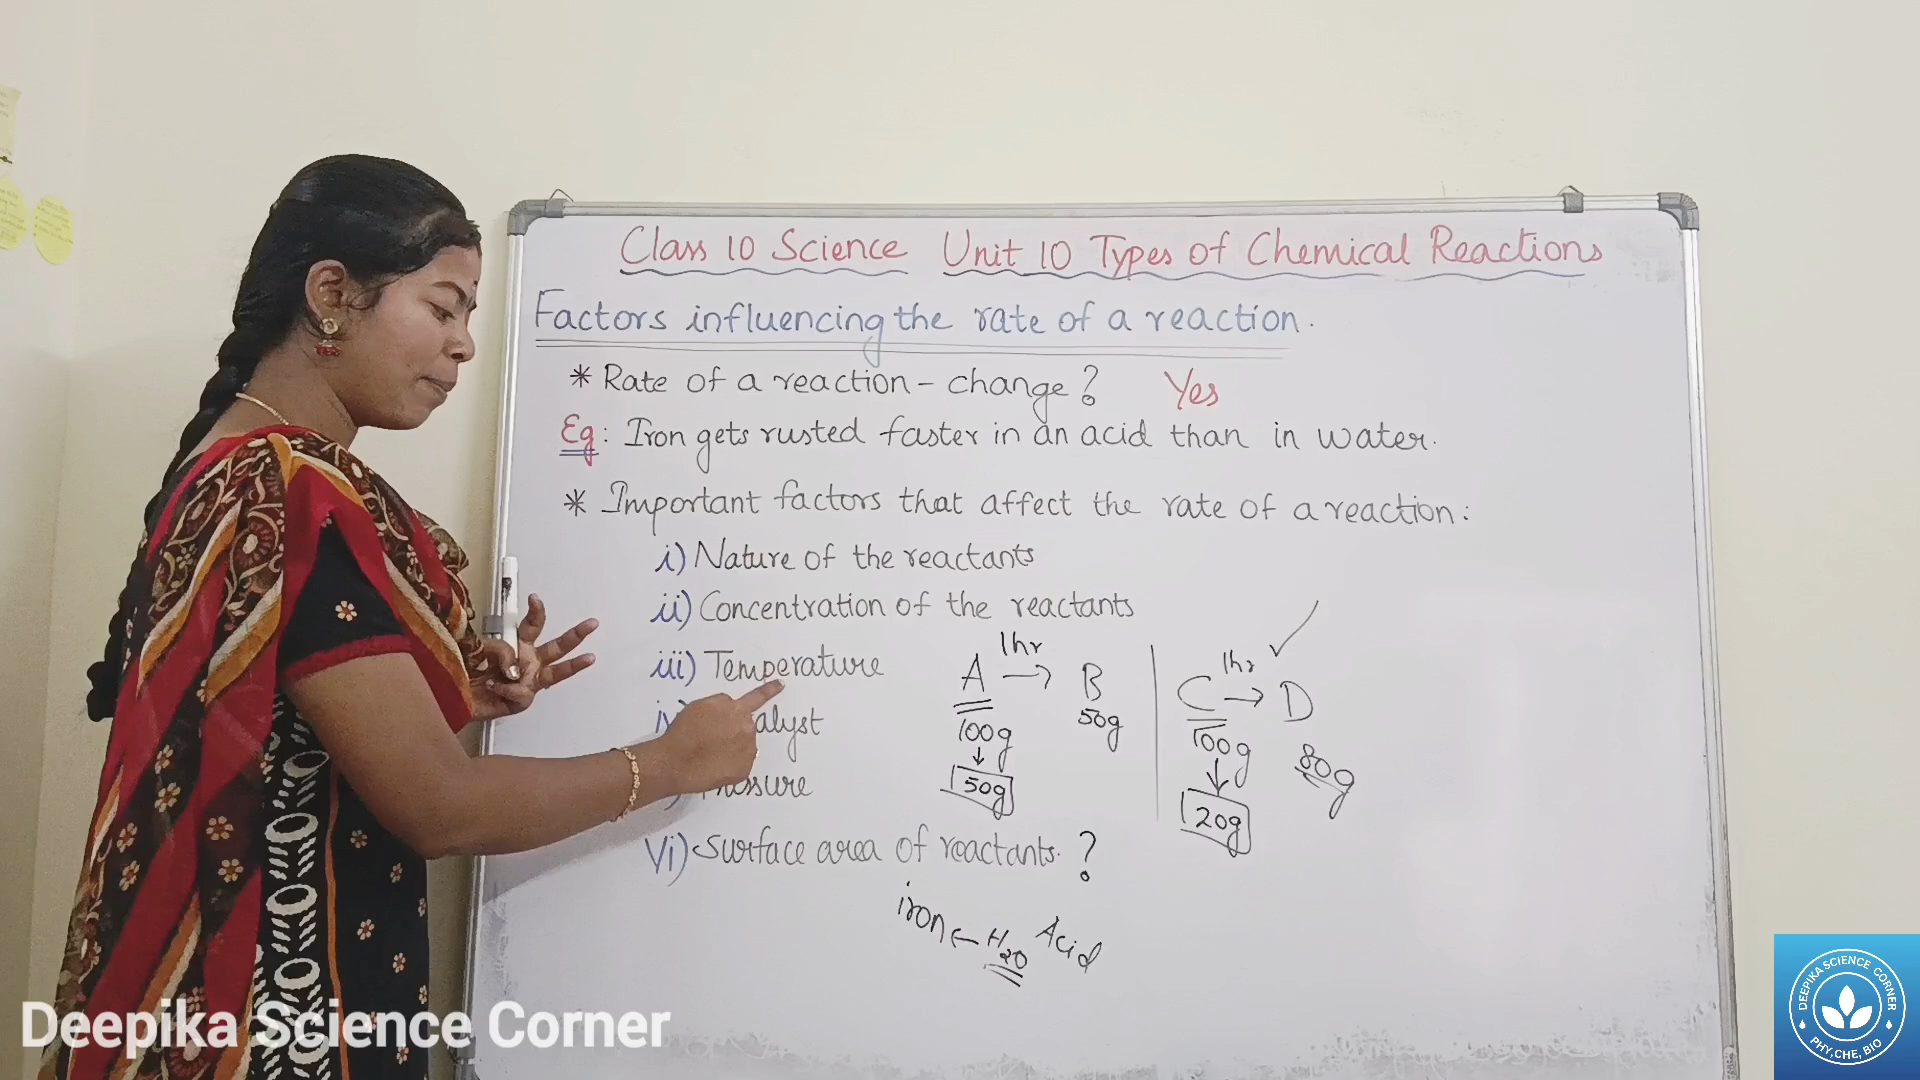 Class 10 Science Unit 10 Types of Chemical Reactions
Factors influencing the rate of a reaction.
* Rate of a reaction - change? Yes
Eg: Iron gets rusted faster in an acid than in water.
* Important factors that affect the rate of a reaction:
i) Nature of the reactants
ii) Concentration of the reactants
iii) Temperature
alyst
vi) Surface area of reactants. ?
1hr
A → B
100g 50g
↓
50g
1hr ✓
C → D
100g 80g
↓
20g
iron ← H2O Acid
Deepika Science Corner
DEEPIKA SCIENCE CORNER
PHY,CHE,BIO